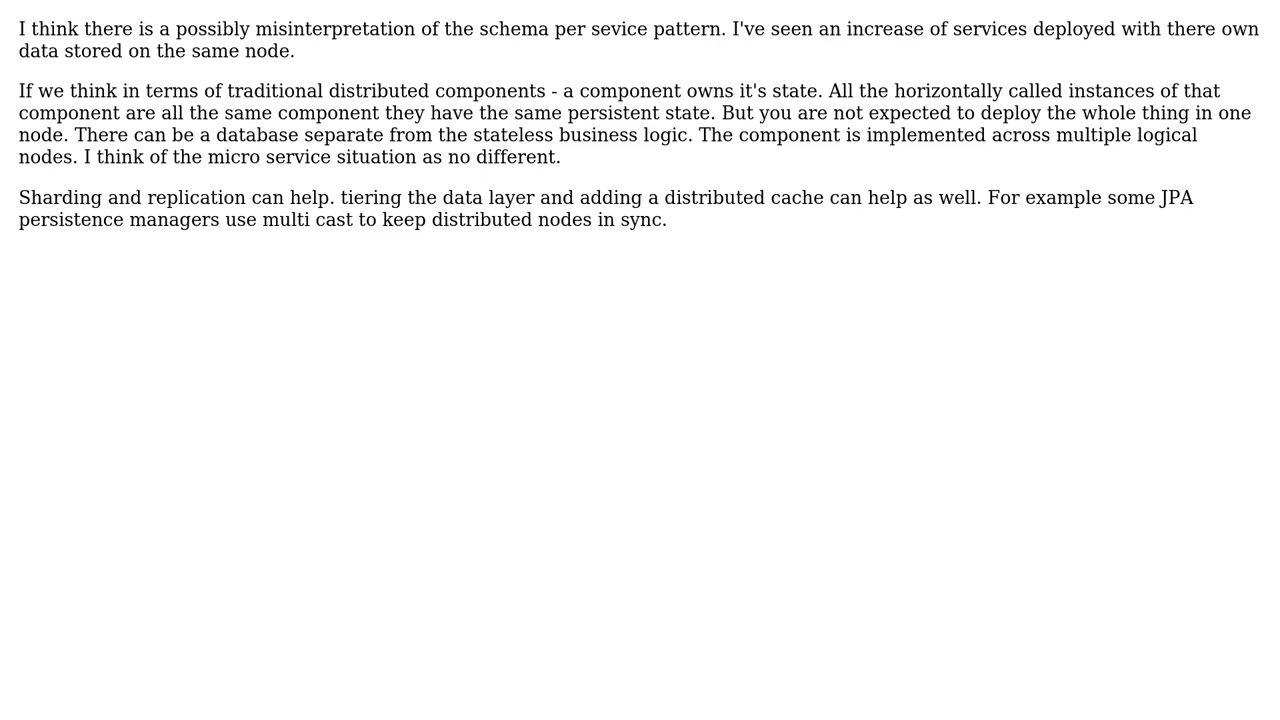 I think there is a possibly misinterpretation of the schema per sevice pattern. I've seen an increase of services deployed with there own
data stored on the same node.
If we think in terms of traditional distributed components - a component owns it's state. All the horizontally called instances of that
component are all the same component they have the same persistent state. But you are not expected to deploy the whole thing in one
node. There can be a database separate from the stateless business logic. The component is implemented across multiple logical
nodes. I think of the micro service situation as no different.
Sharding and replication can help. tiering the data layer and adding a distributed cache can help as well. For example some JPA
persistence managers use multi cast to keep distributed nodes in sync.